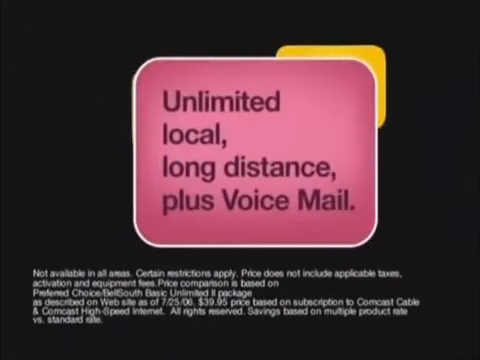 Unlimited
local,
long distance,
plus Voice Mail.
Not available in all areas. Certain restrictions apply. Price does not include applicable taxes,
activation and equipment fees.Price comparison is based on
Preferred Choice/BellSouth Basic Unlimited II package
as described on Web site as of 7/25/06. $39.95 price based on subscription to Comcast Cable
& Comcast High-Speed Internet. All rights reserved. Savings based on multiple product rate
vs. standard rate.